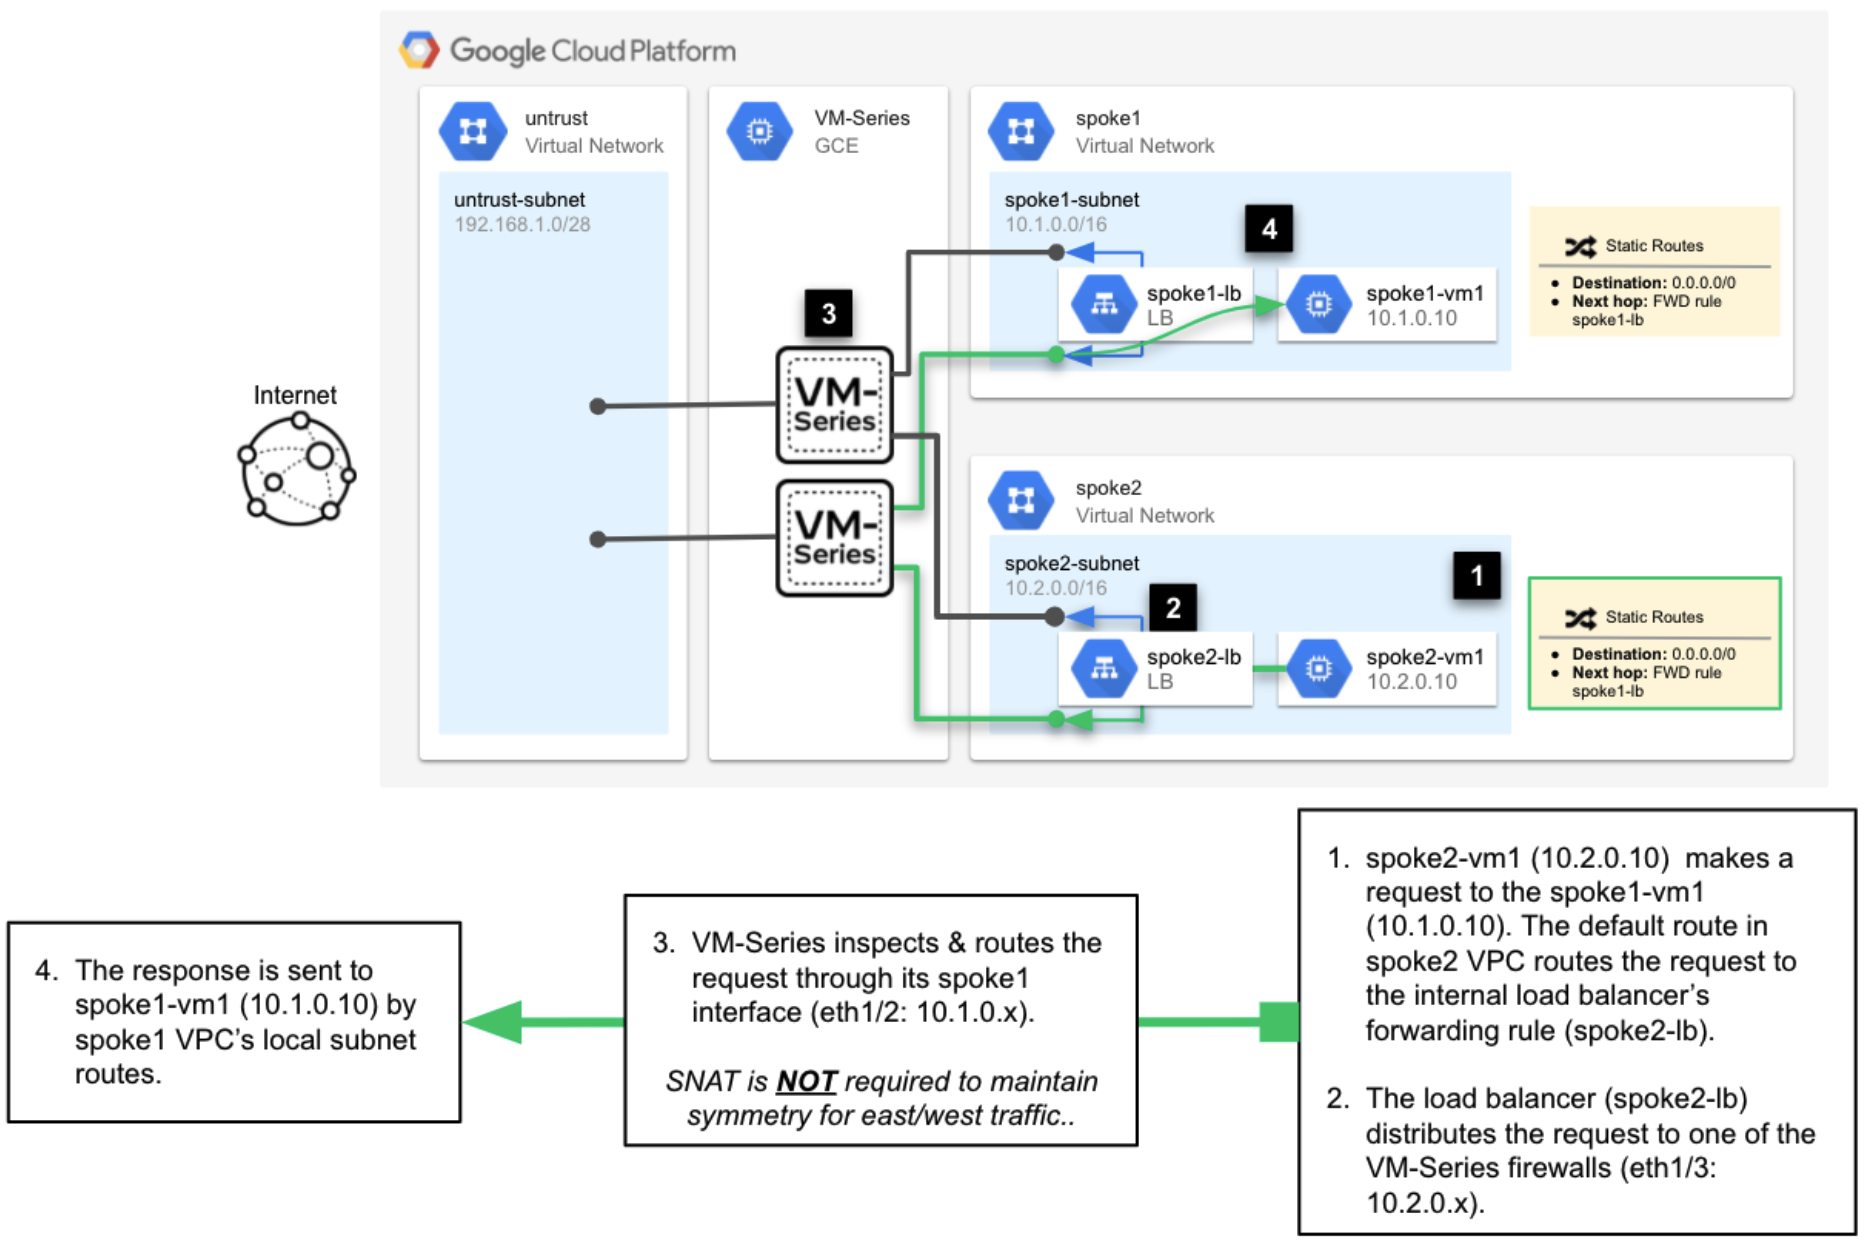 Google Cloud Platform
untrust
Virtual Network
untrust-subnet
192.168.1.0/28
VM-Series
GCE
3
VM-
Series
VM-
Series
Internet
spoke1
Virtual Network
spoke1-subnet
10.1.0.0/16
4
spoke1-lb
LB
spoke1-vm1
10.1.0.10
Static Routes
● Destination: 0.0.0.0/0
● Next hop: FWD rule
spoke1-lb
spoke2
Virtual Network
spoke2-subnet
10.2.0.0/16
2
1
spoke2-lb
LB
spoke2-vm1
10.2.0.10
Static Routes
● Destination: 0.0.0.0/0
● Next hop: FWD rule
spoke1-lb
4. The response is sent to
spoke1-vm1 (10.1.0.10) by
spoke1 VPC's local subnet
routes.
3. VM-Series inspects & routes the
request through its spoke1
interface (eth1/2: 10.1.0.x).
SNAT is NOT required to maintain
symmetry for east/west traffic..
1. spoke2-vm1 (10.2.0.10) makes a
request to the spoke1-vm1
(10.1.0.10). The default route in
spoke2 VPC routes the request to
the internal load balancer's
forwarding rule (spoke2-lb).
2. The load balancer (spoke2-lb)
distributes the request to one of the
VM-Series firewalls (eth1/3:
10.2.0.x).